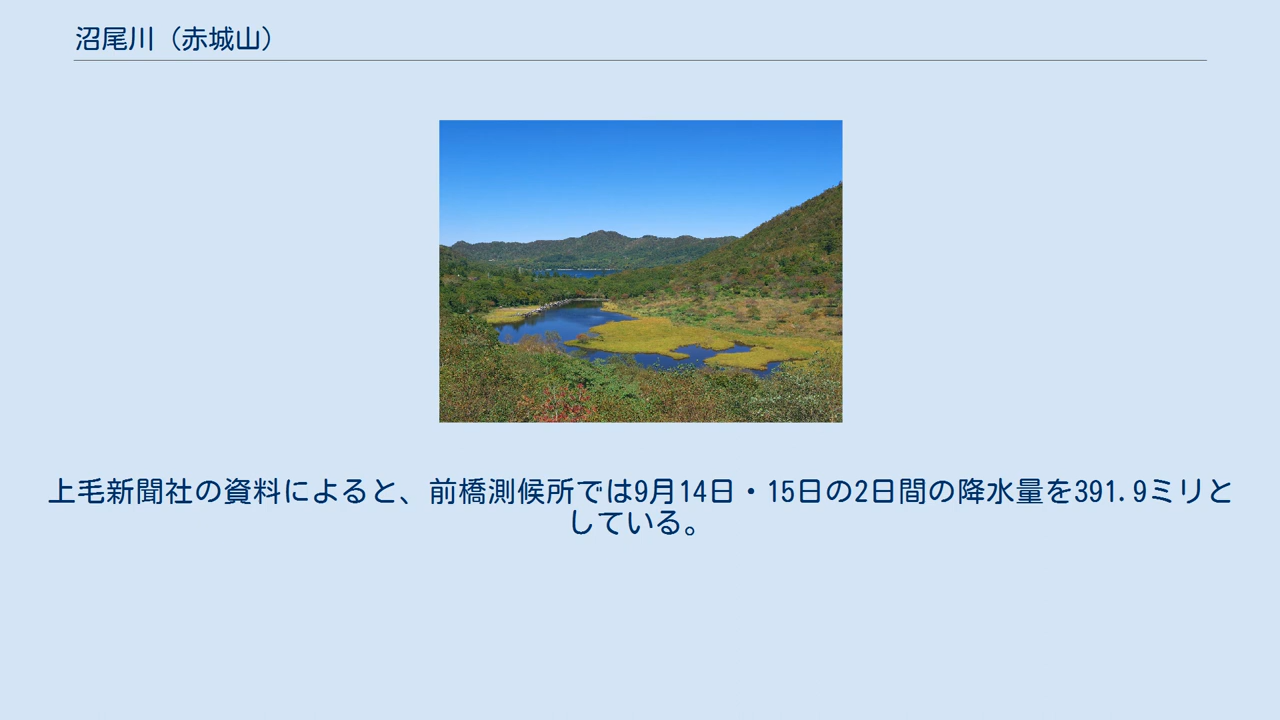 沼尾川（赤城山）
上毛新聞社の資料によると、前橋測候所では9月14日・15日の2日間の降水量を391.9ミリと
している。